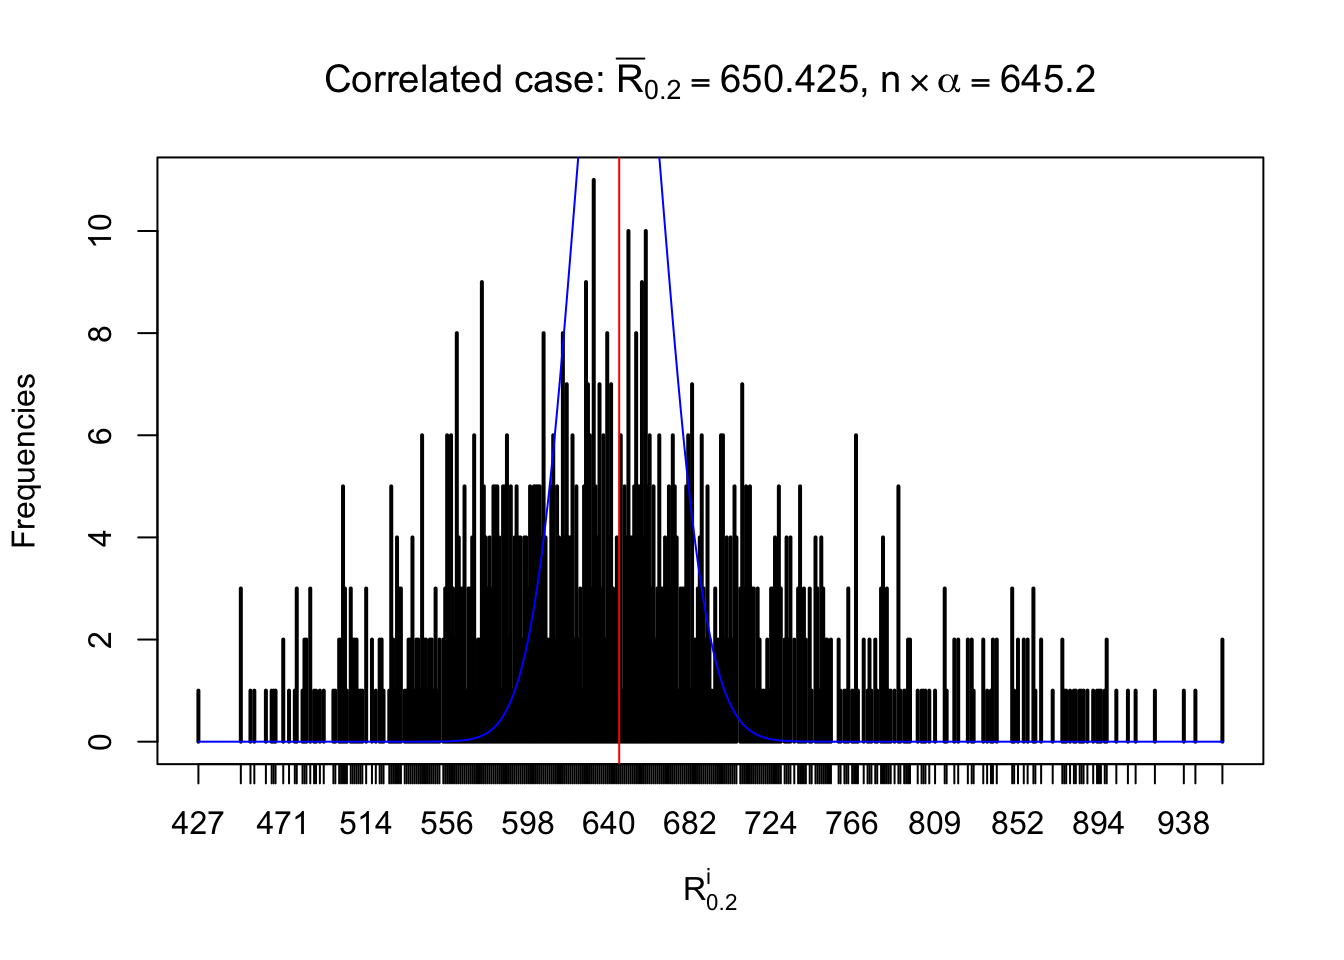 Correlated case: R̅0.2 = 650.425, n × α = 645.2
Frequencies
10
8
6
4
2
0
427 471 514 556 598 640 682 724 766 809 852 894 938
R^i_0.2